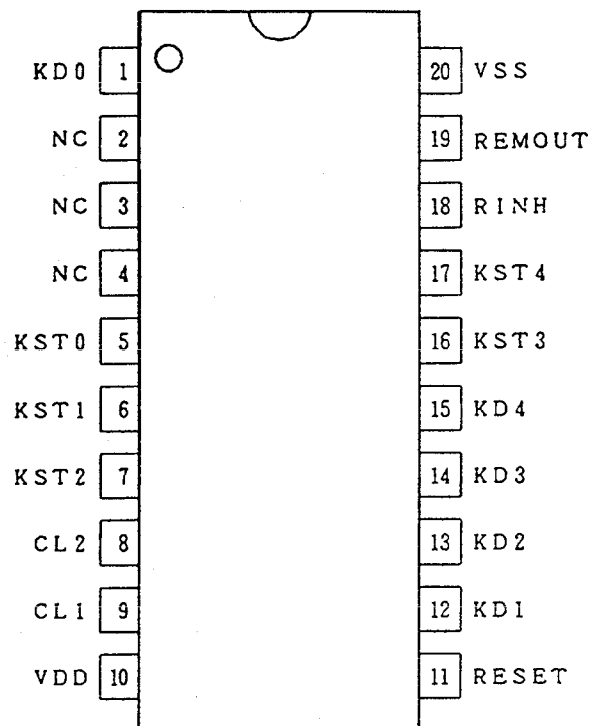 KD0 1 20 VSS
NC 2 19 REMOUT
NC 3 18 RINH
NC 4 17 KST4
KST0 5 16 KST3
KST1 6 15 KD4
KST2 7 14 KD3
CL2 8 13 KD2
CL1 9 12 KD1
VDD 10 11 RESET